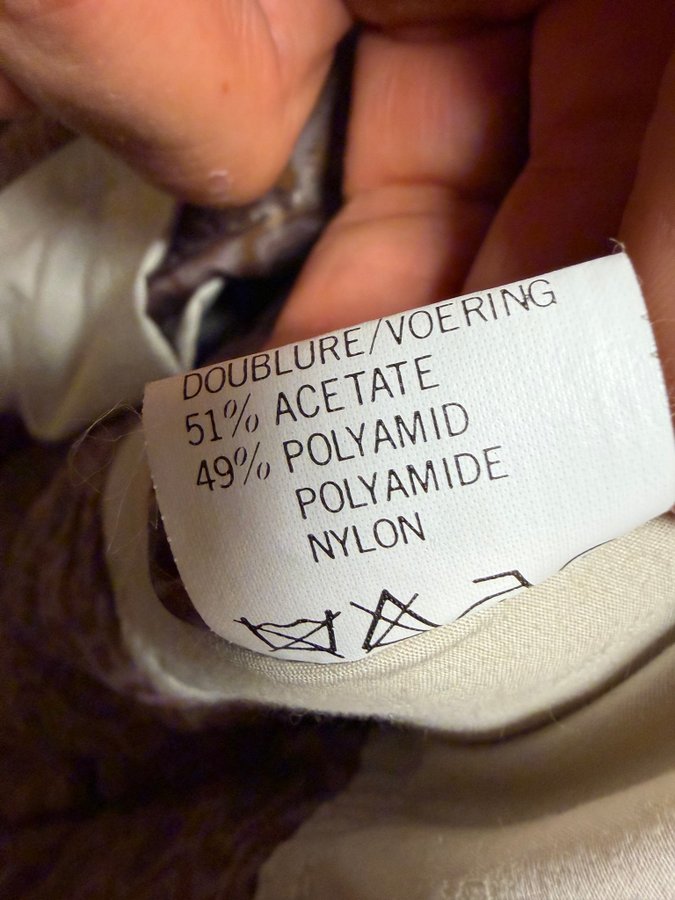 DOUBLURE/VOERING
51% ACETATE
49% POLYAMID
POLYAMIDE
NYLON